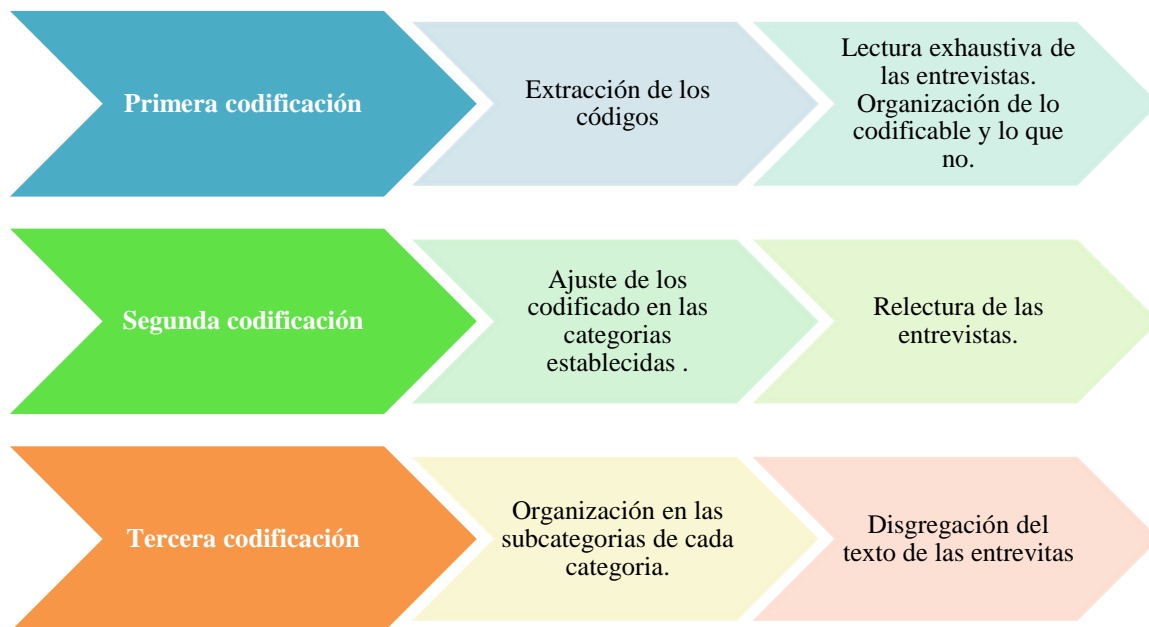 Primera codificación
Extracción de los
códigos
Lectura exhaustiva de
las entrevistas.
Organización de lo
codificable y lo que
no.
Segunda codificación
Ajuste de los
codificado en las
categorias
establecidas .
Relectura de las
entrevistas.
Tercera codificación
Organización en las
subcategorias de cada
categoria.
Disgregación del
texto de las entrevitas